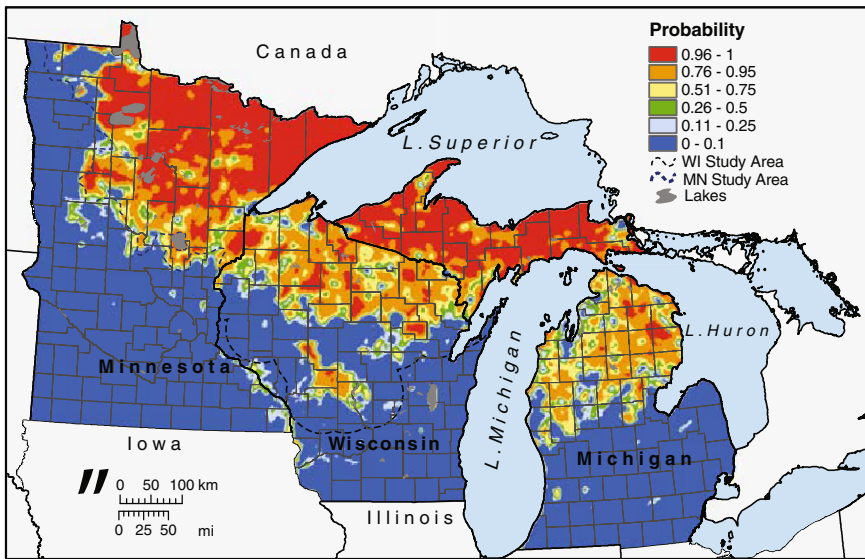 Canada
Probability
0.96 - 1
0.76 - 0.95
0.51 - 0.75
0.26 - 0.5
0.11 - 0.25
0 - 0.1
WI Study Area
MN Study Area
Lakes
L. Superior
L. Huron
L. Michigan
Minnesota
Wisconsin
Michigan
Iowa
Illinois
0 50 100 km
0 25 50
mi